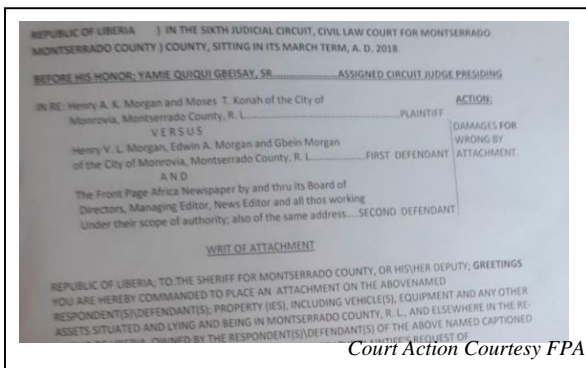 REPUBLIC OF LIBERIA ) IN THE SIXTH JUDICIAL CIRCUIT, CIVIL LAW COURT FOR MONTSERRADO
MONTSERRADO COUNTY ) COUNTY, SITTING IN ITS MARCH TERM, A. D. 2018
BEFORE HIS HONOR: YAMIE QUIQUI GBEISAY, SR......................ASSIGNED CIRCUIT JUDGE PRESIDING
IN RE: Henry A. K. Morgan and Moses T. Konah of the City of ACTION:
Monrovia, Montserrado County, R. L.............................PLAINTIFF
VERSUS DAMAGES FOR
Henry V. L. Morgan, Edwin A. Morgan and Gbein Morgan WRONG BY
of the City of Monrovia, Montserrado County, R. L...............FIRST DEFENDANT ATTACHMENT
AND
The Front Page Africa Newspaper by and thru its Board of
Directors, Managing Editor, News Editor and all thos working
Under their scope of authority; also of the same address.....SECOND DEFENDANT
WRIT OF ATTACHMENT
REPUBLIC OF LIBERIA; TO THE SHERIFF FOR MONTSERRADO COUNTY, OR HIS\HER DEPUTY; GREETINGS
YOU ARE HEREBY COMMANDED TO PLACE AN ATTACHMENT ON THE ABOVENAMED
RESPONDENT(S)\DEFENDANT(S); PROPERTY (IES), INCLUDING VEHICLE(S), EQUIPMENT AND ANY OTHER
ASSETS SITUATED AND LYING AND BEING IN MONTSERRADO COUNTY, R. L., AND ELSEWHERE IN THE RE-
OWNED BY THE RESPONDENT(S)\DEFENDANT(S) OF THE ABOVE NAMED CAPTIONED
REQUEST OF
Court Action Courtesy FPA